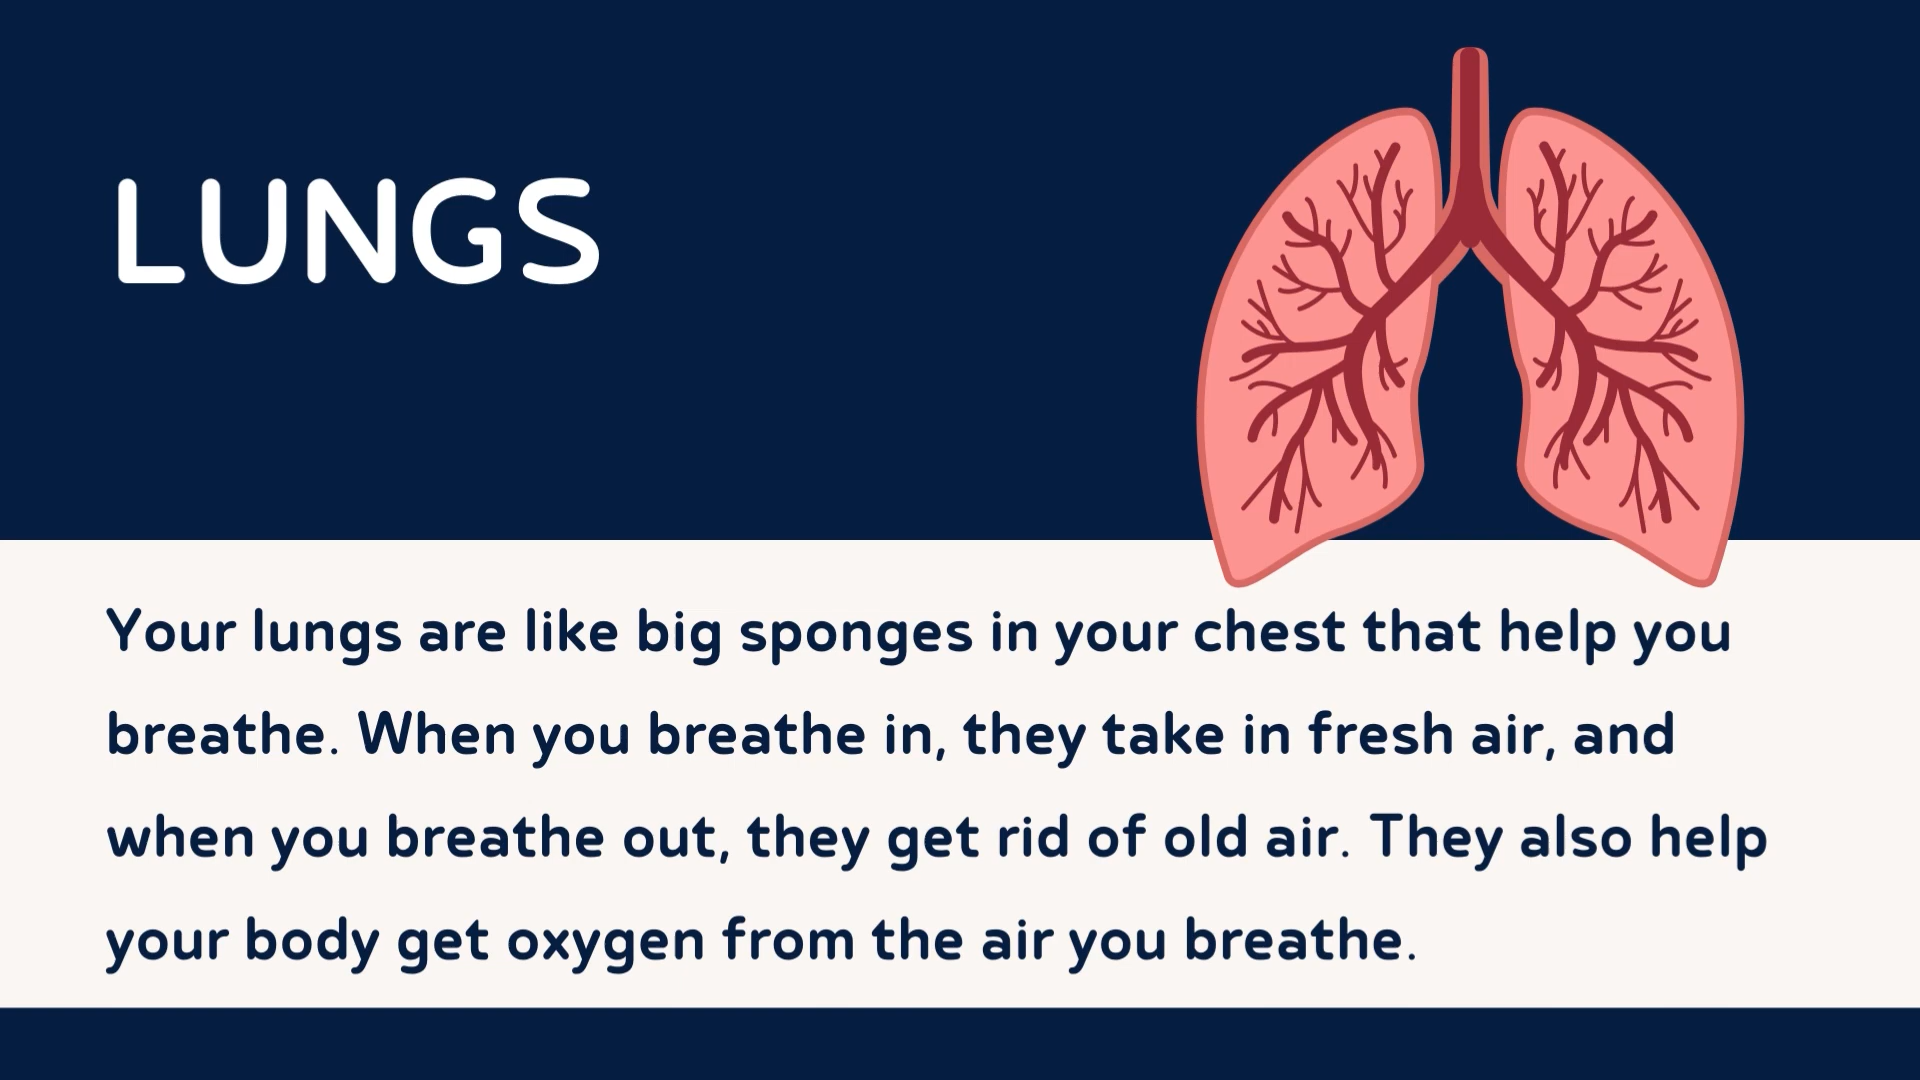 LUNGS
Your lungs are like big sponges in your chest that help you
breathe. When you breathe in, they take in fresh air, and
when you breathe out, they get rid of old air. They also help
your body get oxygen from the air you breathe.